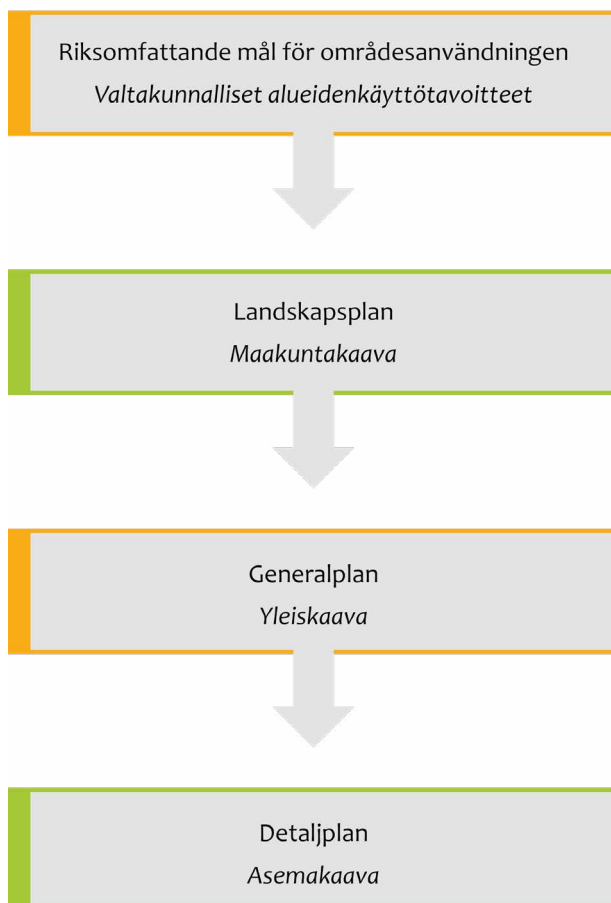 Riksomfattande mål för områdesanvändningen
Valtakunnalliset alueidenkäyttötavoitteet
Landskapsplan
Maakuntakaava
Generalplan
Yleiskaava
Detaljplan
Asemakaava